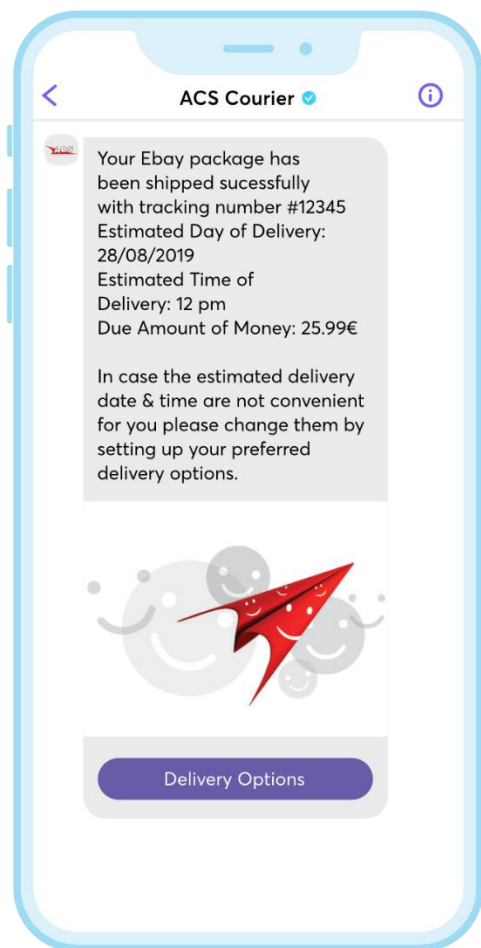 ACS Courier
ACS
Your Ebay package has
been shipped sucessfully
with tracking number #12345
Estimated Day of Delivery:
28/08/2019
Estimated Time of
Delivery: 12 pm
Due Amount of Money: 25.99€
In case the estimated delivery
date & time are not convenient
for you please change them by
setting up your preferred
delivery options.
Delivery Options